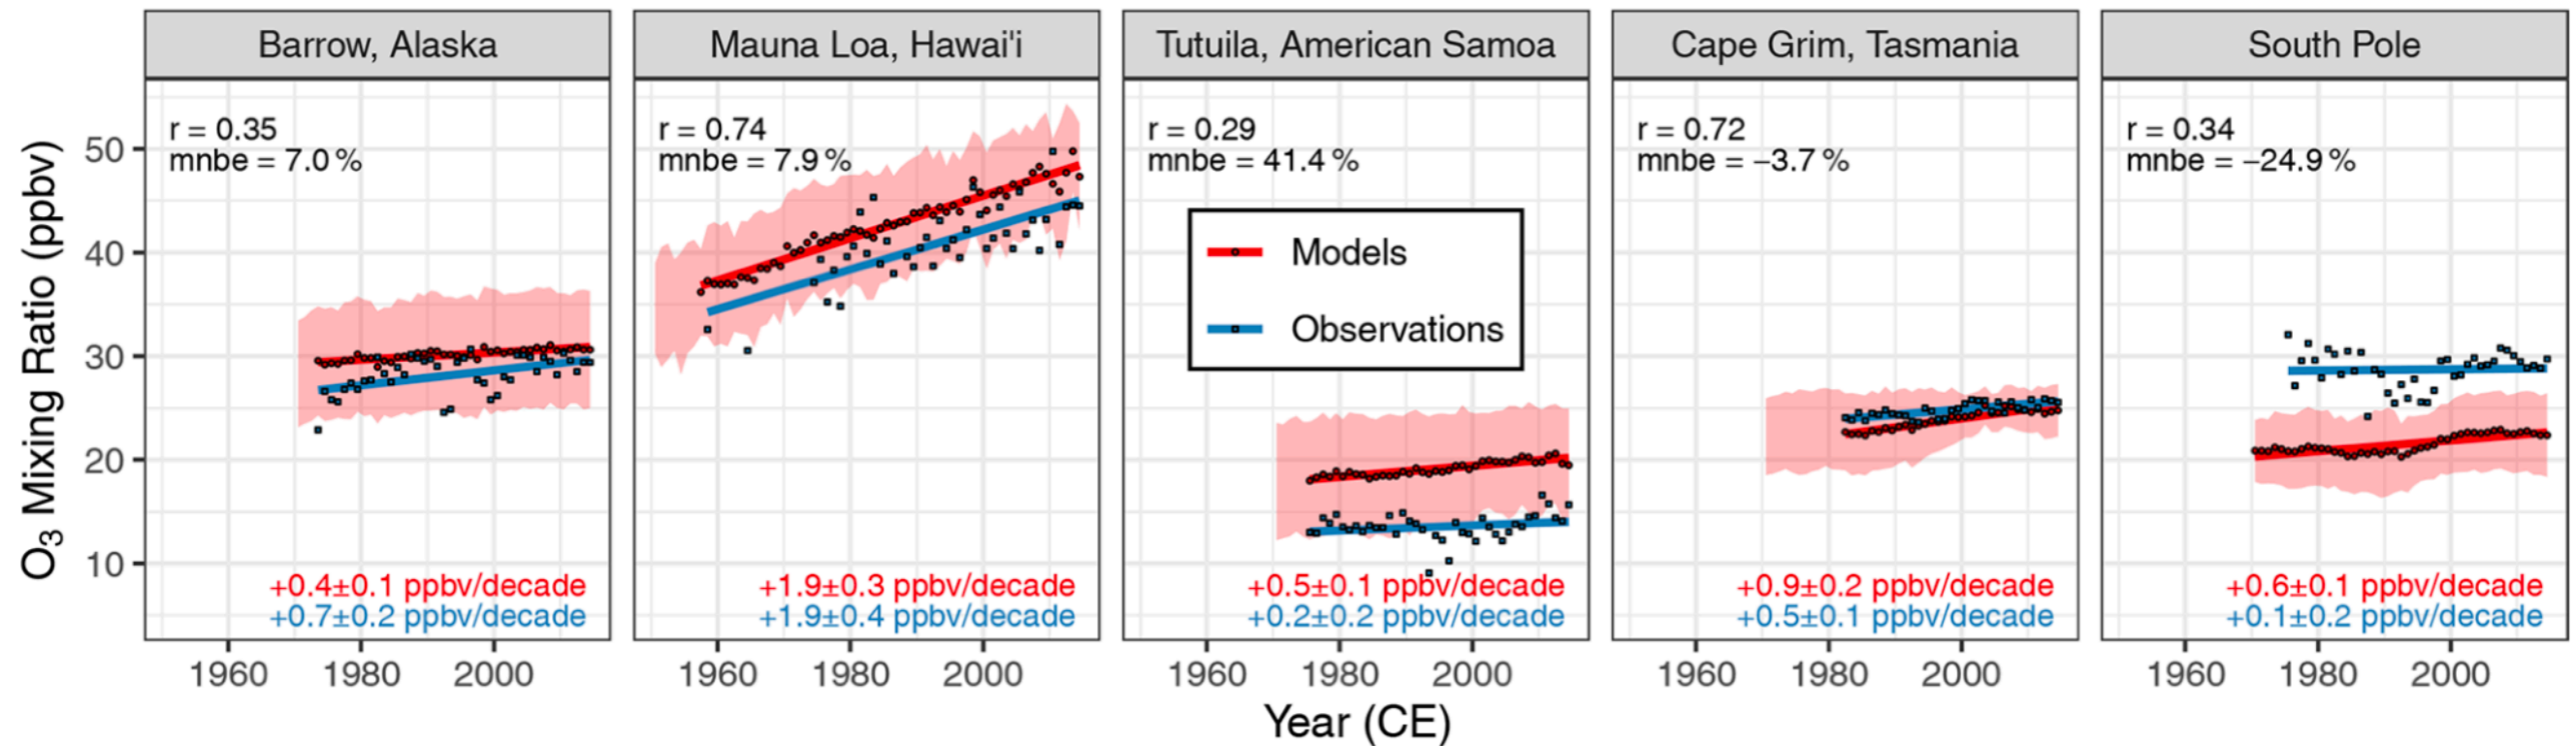 Barrow, Alaska
Mauna Loa, Hawai'i
Tutuila, American Samoa
Cape Grim, Tasmania
South Pole
r = 0.35
mnbe = 7.0 %
r = 0.74
mnbe = 7.9 %
r = 0.29
mnbe = 41.4 %
r = 0.72
mnbe = −3.7 %
r = 0.34
mnbe = −24.9 %
O₃ Mixing Ratio (ppbv)
50
40
30
20
10
Models
Observations
+0.4±0.1 ppbv/decade
+0.7±0.2 ppbv/decade
+1.9±0.3 ppbv/decade
+1.9±0.4 ppbv/decade
+0.5±0.1 ppbv/decade
+0.2±0.2 ppbv/decade
+0.9±0.2 ppbv/decade
+0.5±0.1 ppbv/decade
+0.6±0.1 ppbv/decade
+0.1±0.2 ppbv/decade
1960 1980 2000
1960 1980 2000
1960 1980 2000
1960 1980 2000
1960 1980 2000
Year (CE)